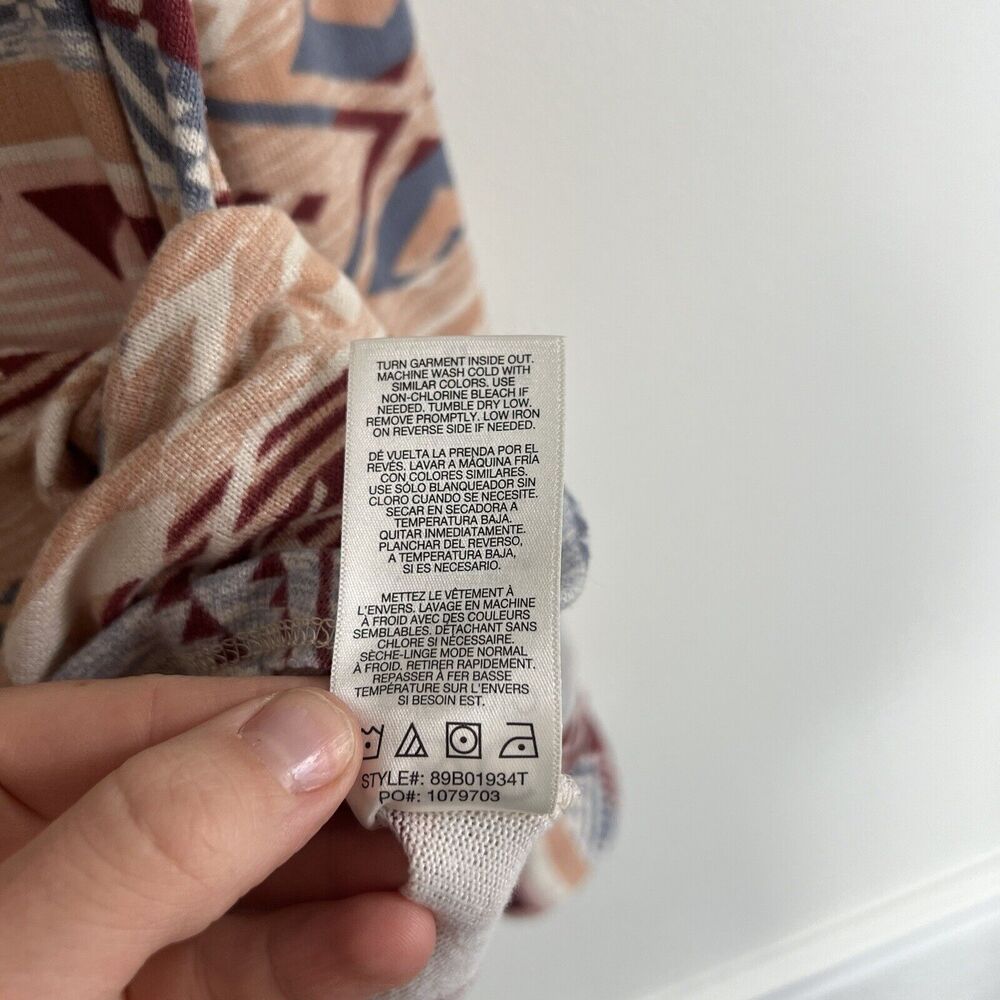 TURN GARMENT INSIDE OUT.
MACHINE WASH COLD WITH
SIMILAR COLORS. USE
NON-CHLORINE BLEACH IF
NEEDED. TUMBLE DRY LOW.
REMOVE PROMPTLY. LOW IRON
ON REVERSE SIDE IF NEEDED.
DÉ VUELTA LA PRENDA POR EL
REVÉS. LAVAR A MÁQUINA FRÍA
CON COLORES SIMILARES.
USE SÓLO BLANQUEADOR SIN
CLORO CUANDO SE NECESITE.
SECAR EN SECADORA A
TEMPERATURA BAJA.
QUITAR INMEDIATAMENTE.
PLANCHAR DEL REVERSO,
A TEMPERATURA BAJA,
SI ES NECESARIO.
METTEZ LE VÊTEMENT À
L'ENVERS. LAVAGE EN MACHINE
À FROID AVEC DES COULEURS
SEMBLABLES. DÉTACHANT SANS
CHLORE SI NÉCESSAIRE.
SÈCHE-LINGE MODE NORMAL
À FROID. RETIRER RAPIDEMENT.
REPASSER À FER BASSE
TEMPÉRATURE SUR L'ENVERS
SI BESOIN EST.
STYLE#: 89B01934T
PO#: 1079703